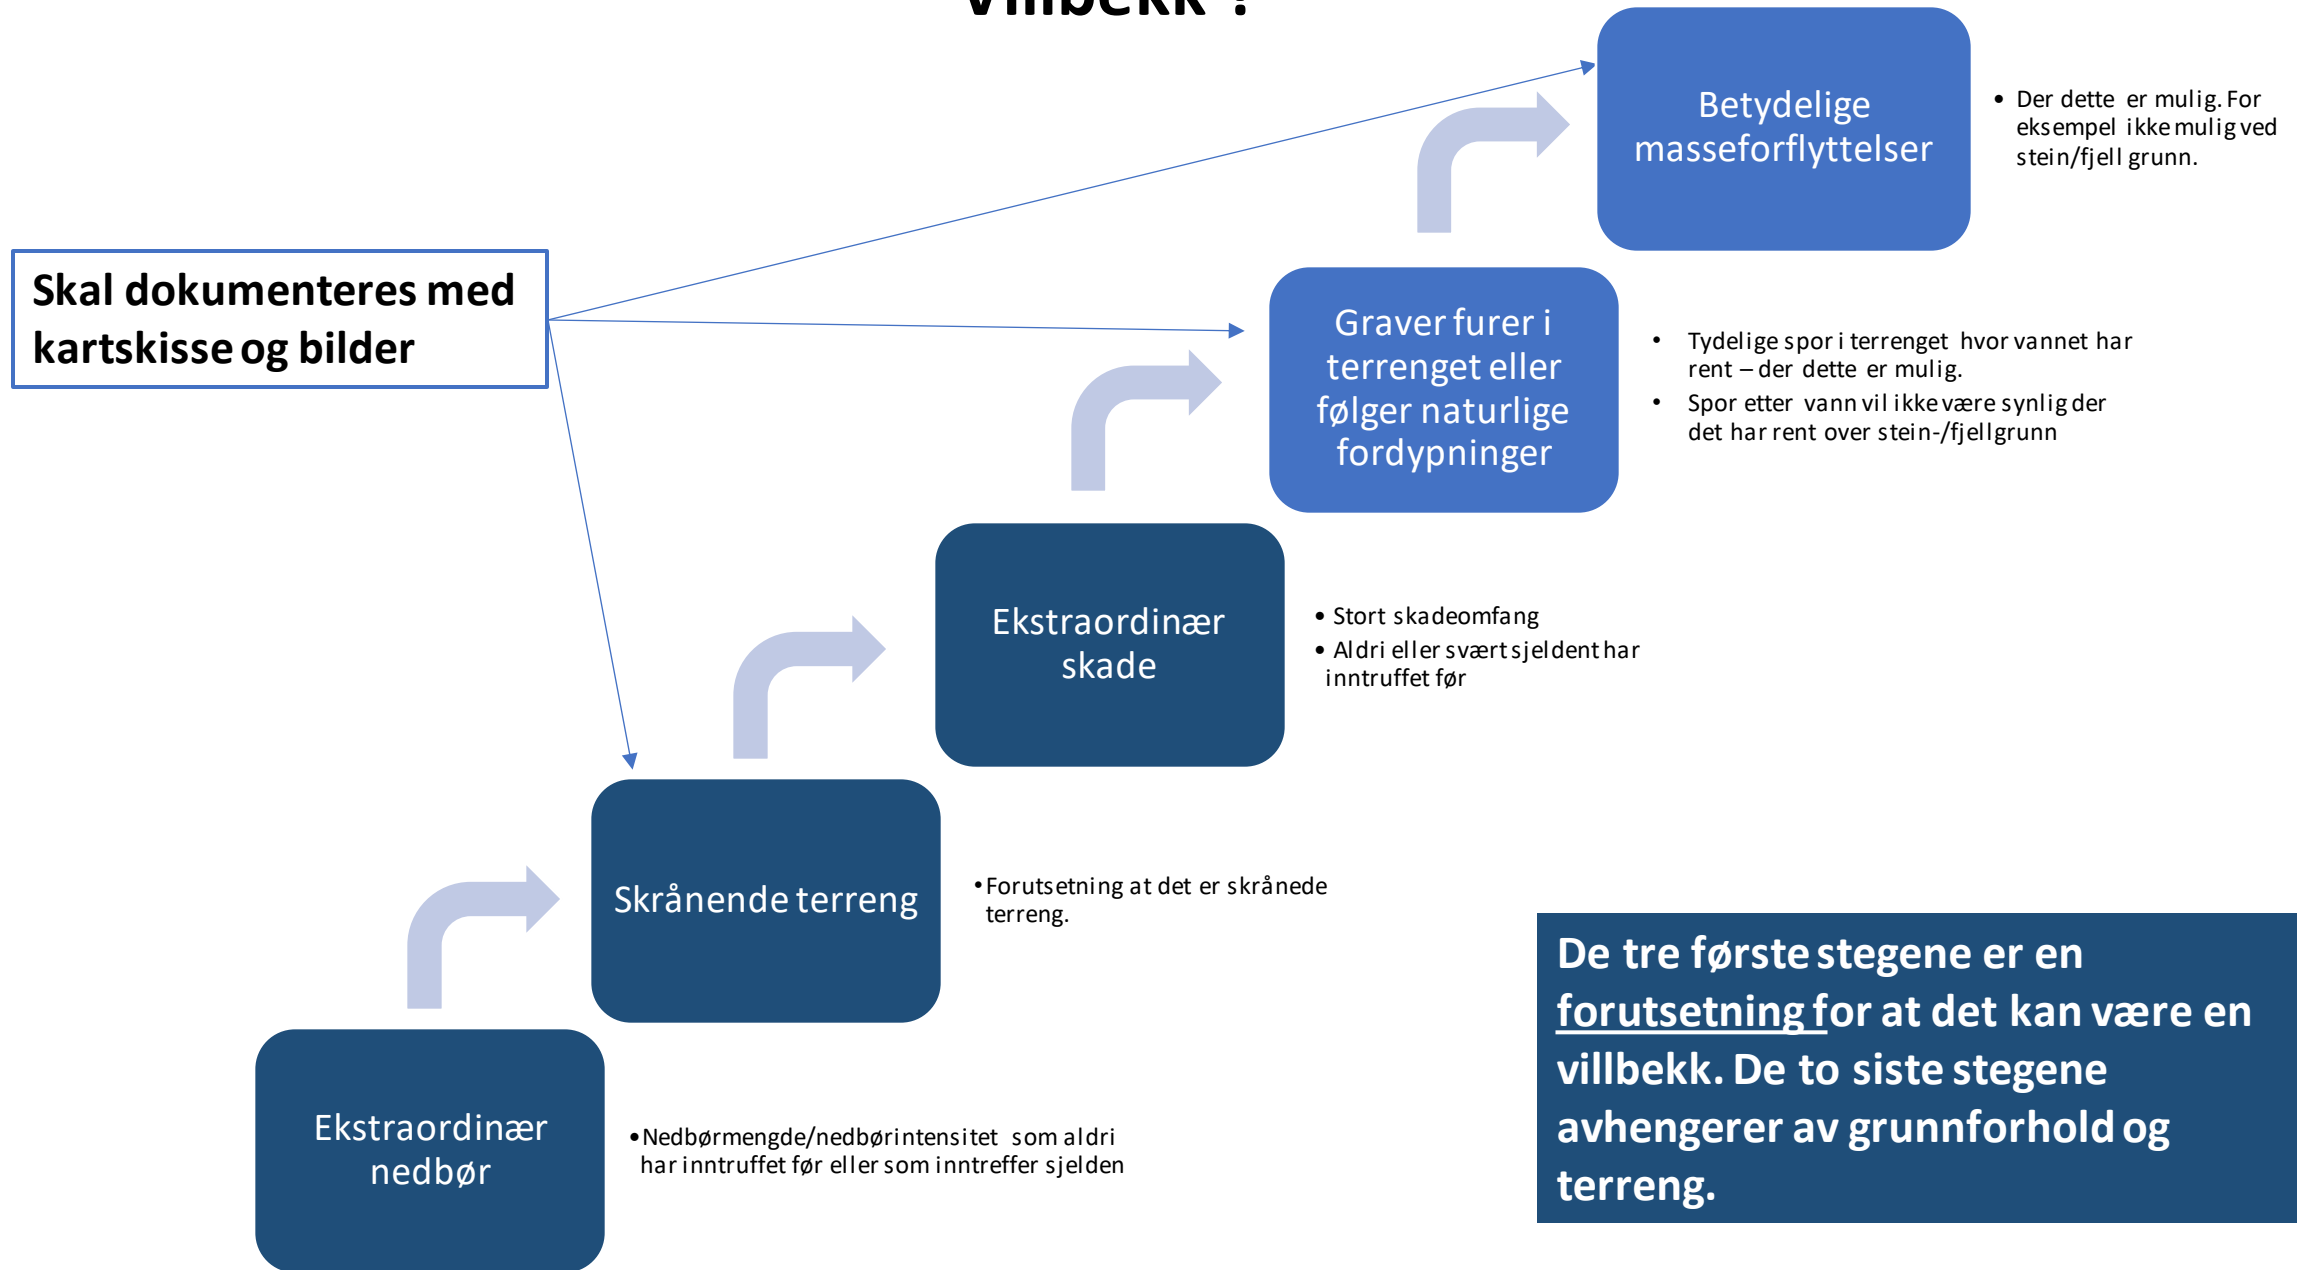 Villbekk ?
Betydelige
masseforflyttelser
• Der dette er mulig. For
eksempel ikke mulig ved
stein/fjell grunn.
Skal dokumenteres med
kartskisse og bilder
Graver furer i
terrenget eller
følger naturlige
fordypninger
• Tydelige spor i terrenget hvor vannet har
rent – der dette er mulig.
• Spor etter vann vil ikke være synlig der
det har rent over stein-/fjellgrunn
Ekstraordinær
skade
• Stort skadeomfang
• Aldri eller svært sjeldent har
inntruffet før
Skrånende terreng
• Forutsetning at det er skrånede
terreng.
De tre første stegene er en
forutsetning for at det kan være en
villbekk. De to siste stegene
avhengerer av grunnforhold og
terreng.
Ekstraordinær
nedbør
• Nedbørmengde/nedbørintensitet som aldri
har inntruffet før eller som inntreffer sjelden